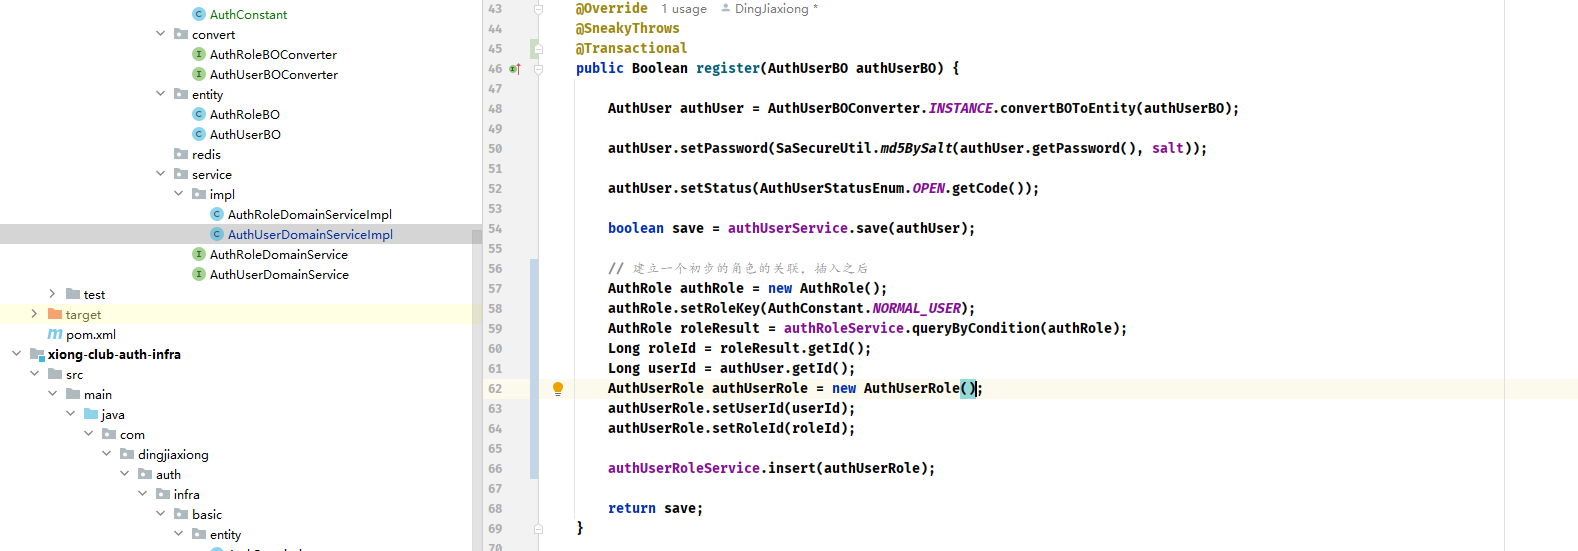 AuthConstant
convert
AuthRoleBOConverter
AuthUserBOConverter
entity
AuthRoleBO
AuthUserBO
redis
service
impl
AuthRoleDomainServiceImpl
AuthUserDomainServiceImpl
AuthRoleDomainService
AuthUserDomainService
test
target
pom.xml
xiong-club-auth-infra
src
main
java
com
dingjiaxiong
auth
infra
basic
entity
43 @Override 1 usage DingJiaxiong *
44 @SneakyThrows
45 @Transactional
46 public Boolean register(AuthUserBO authUserBO) {
47
48 AuthUser authUser = AuthUserBOConverter.INSTANCE.convertBOToEntity(authUserBO);
49
50 authUser.setPassword(SaSecureUtil.md5BySalt(authUser.getPassword(), salt));
51
52 authUser.setStatus(AuthUserStatusEnum.OPEN.getCode());
53
54 boolean save = authUserService.save(authUser);
55
56 // 建立一个初步的角色的关联，插入之后
57 AuthRole authRole = new AuthRole();
58 authRole.setRoleKey(AuthConstant.NORMAL_USER);
59 AuthRole roleResult = authRoleService.queryByCondition(authRole);
60 Long roleId = roleResult.getId();
61 Long userId = authUser.getId();
62 AuthUserRole authUserRole = new AuthUserRole();
63 authUserRole.setUserId(userId);
64 authUserRole.setRoleId(roleId);
65
66 authUserRoleService.insert(authUserRole);
67
68 return save;
69 }
70